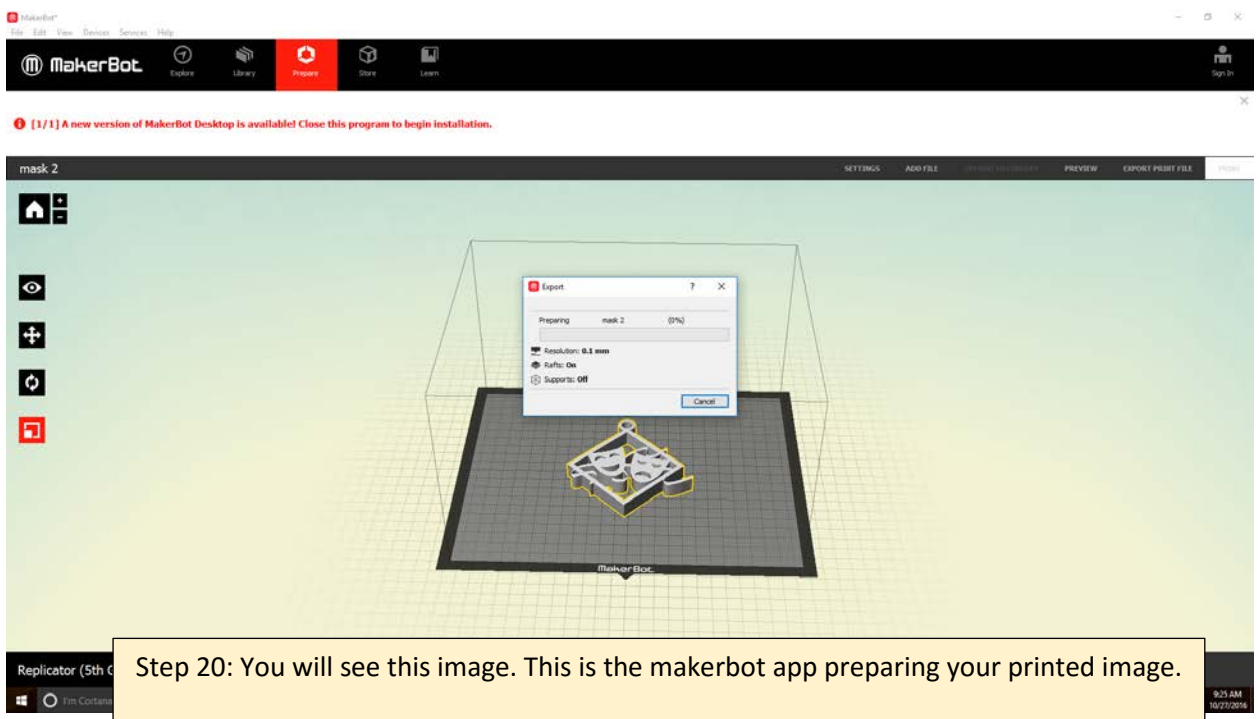 MakerBot*
File Edit View Devices Services Help
MakerBot
Explore
Library
Prepare
Store
Learn
Sign In
[1/1] A new version of MakerBot Desktop is available! Close this program to begin installation.
mask 2
SETTINGS
ADD FILE
PREVIEW
EXPORT PRINT FILE
PRINT
Export
Preparing mask 2 (0%)
Resolution: 0.1 mm
Rafts: On
Supports: Off
Cancel
MakerBot
Replicator (5th G
Step 20: You will see this image. This is the makerbot app preparing your printed image.
I'm Cortana
9:25 AM
10/27/2016